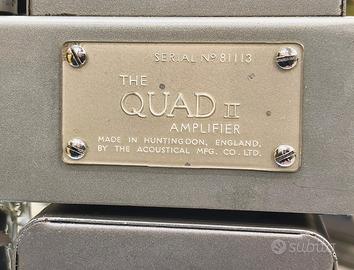 SERIAL Nº 81113
THE
QUAD II
AMPLIFIER
MADE IN HUNTINGDON, ENGLAND,
BY THE ACOUSTICAL MFG. CO. LTD.
subito